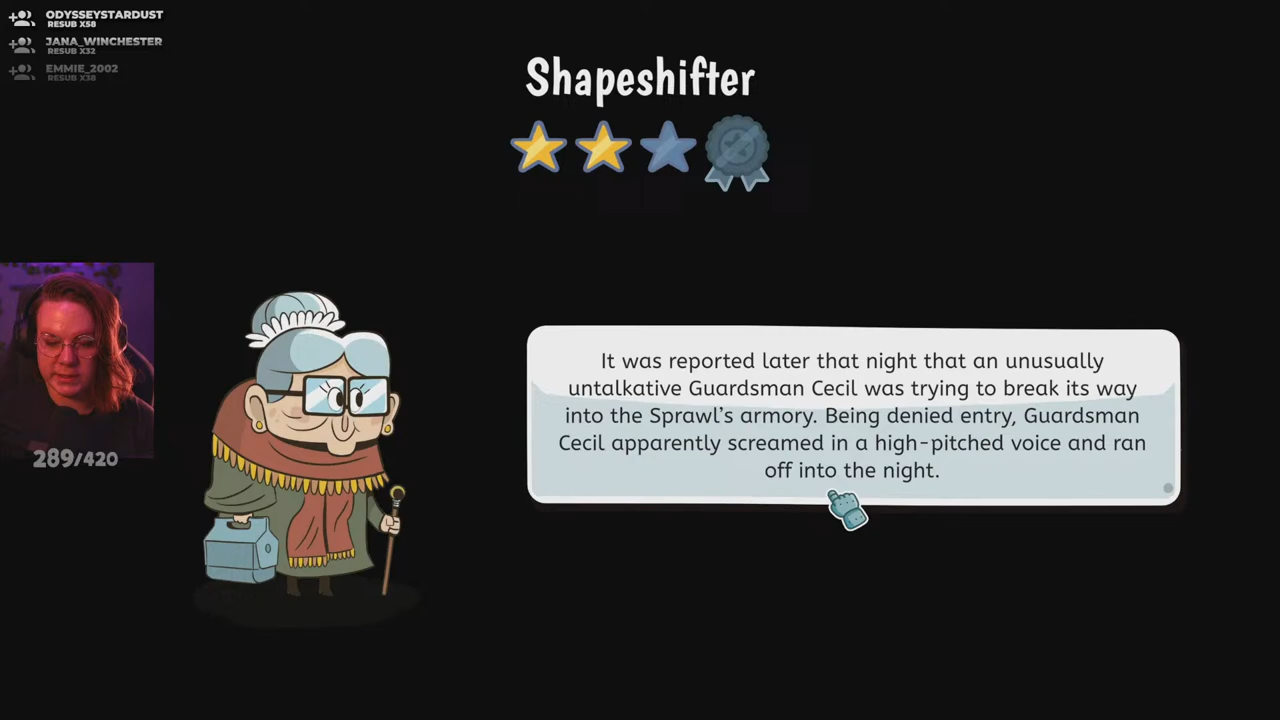 ODYSSEYSTARDUST
RESUB X58
JANA_WINCHESTER
RESUB X32
EMMIE_2002
RESUB X38
Shapeshifter
It was reported later that night that an unusually
untalkative Guardsman Cecil was trying to break its way
into the Sprawl's armory. Being denied entry, Guardsman
Cecil apparently screamed in a high-pitched voice and ran
off into the night.
289/420